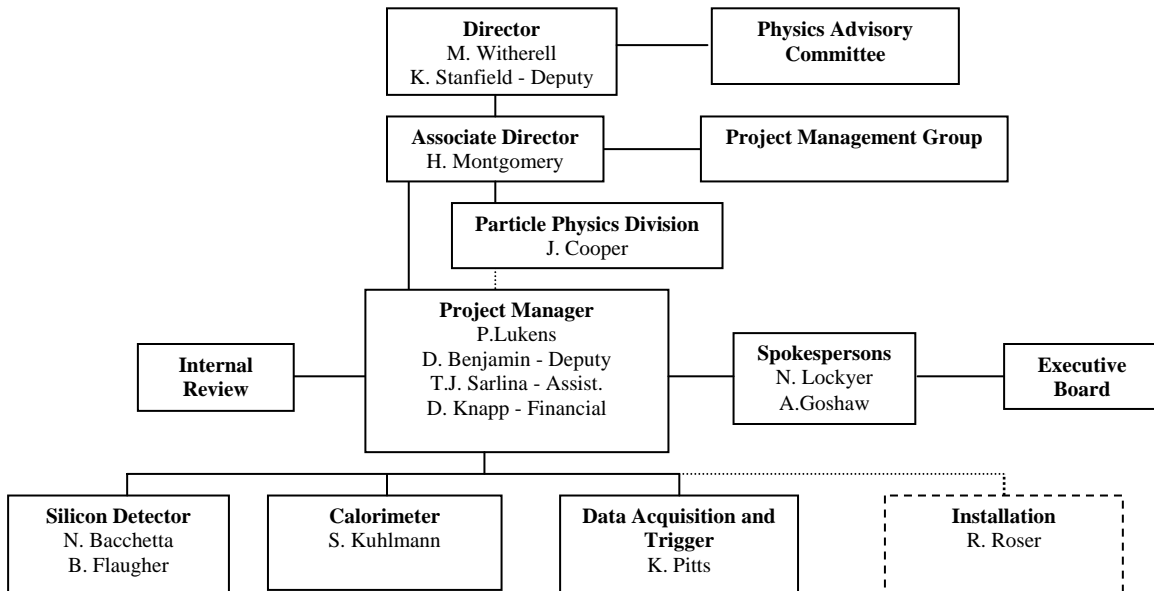 Director
M. Witherell
K. Stanfield - Deputy
Physics Advisory
Committee
Associate Director
H. Montgomery
Project Management Group
Particle Physics Division
J. Cooper
Project Manager
P.Lukens
D. Benjamin - Deputy
T.J. Sarlina - Assist.
D. Knapp - Financial
Internal
Review
Spokespersons
N. Lockyer
A.Goshaw
Executive
Board
Silicon Detector
N. Bacchetta
B. Flaugher
Calorimeter
S. Kuhlmann
Data Acquisition and
Trigger
K. Pitts
Installation
R. Roser